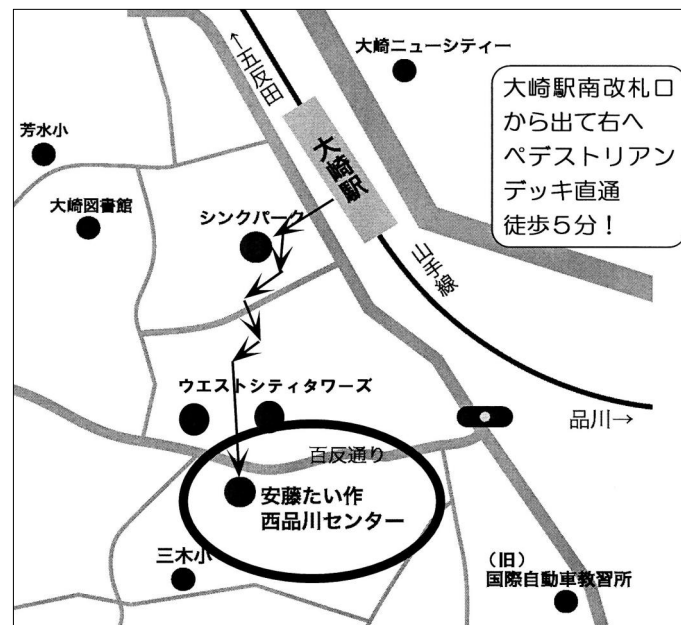 大崎ニューシティー
←五反田
大崎駅南改札口
から出て右へ
ペデストリアン
デッキ直通
徒歩5分！
芳水小
大崎駅
大崎図書館
シンクパーク
山手線
ウエストシティタワーズ
品川→
百反通り
安藤たい作
西品川センター
三木小
（旧）
国際自動車教習所